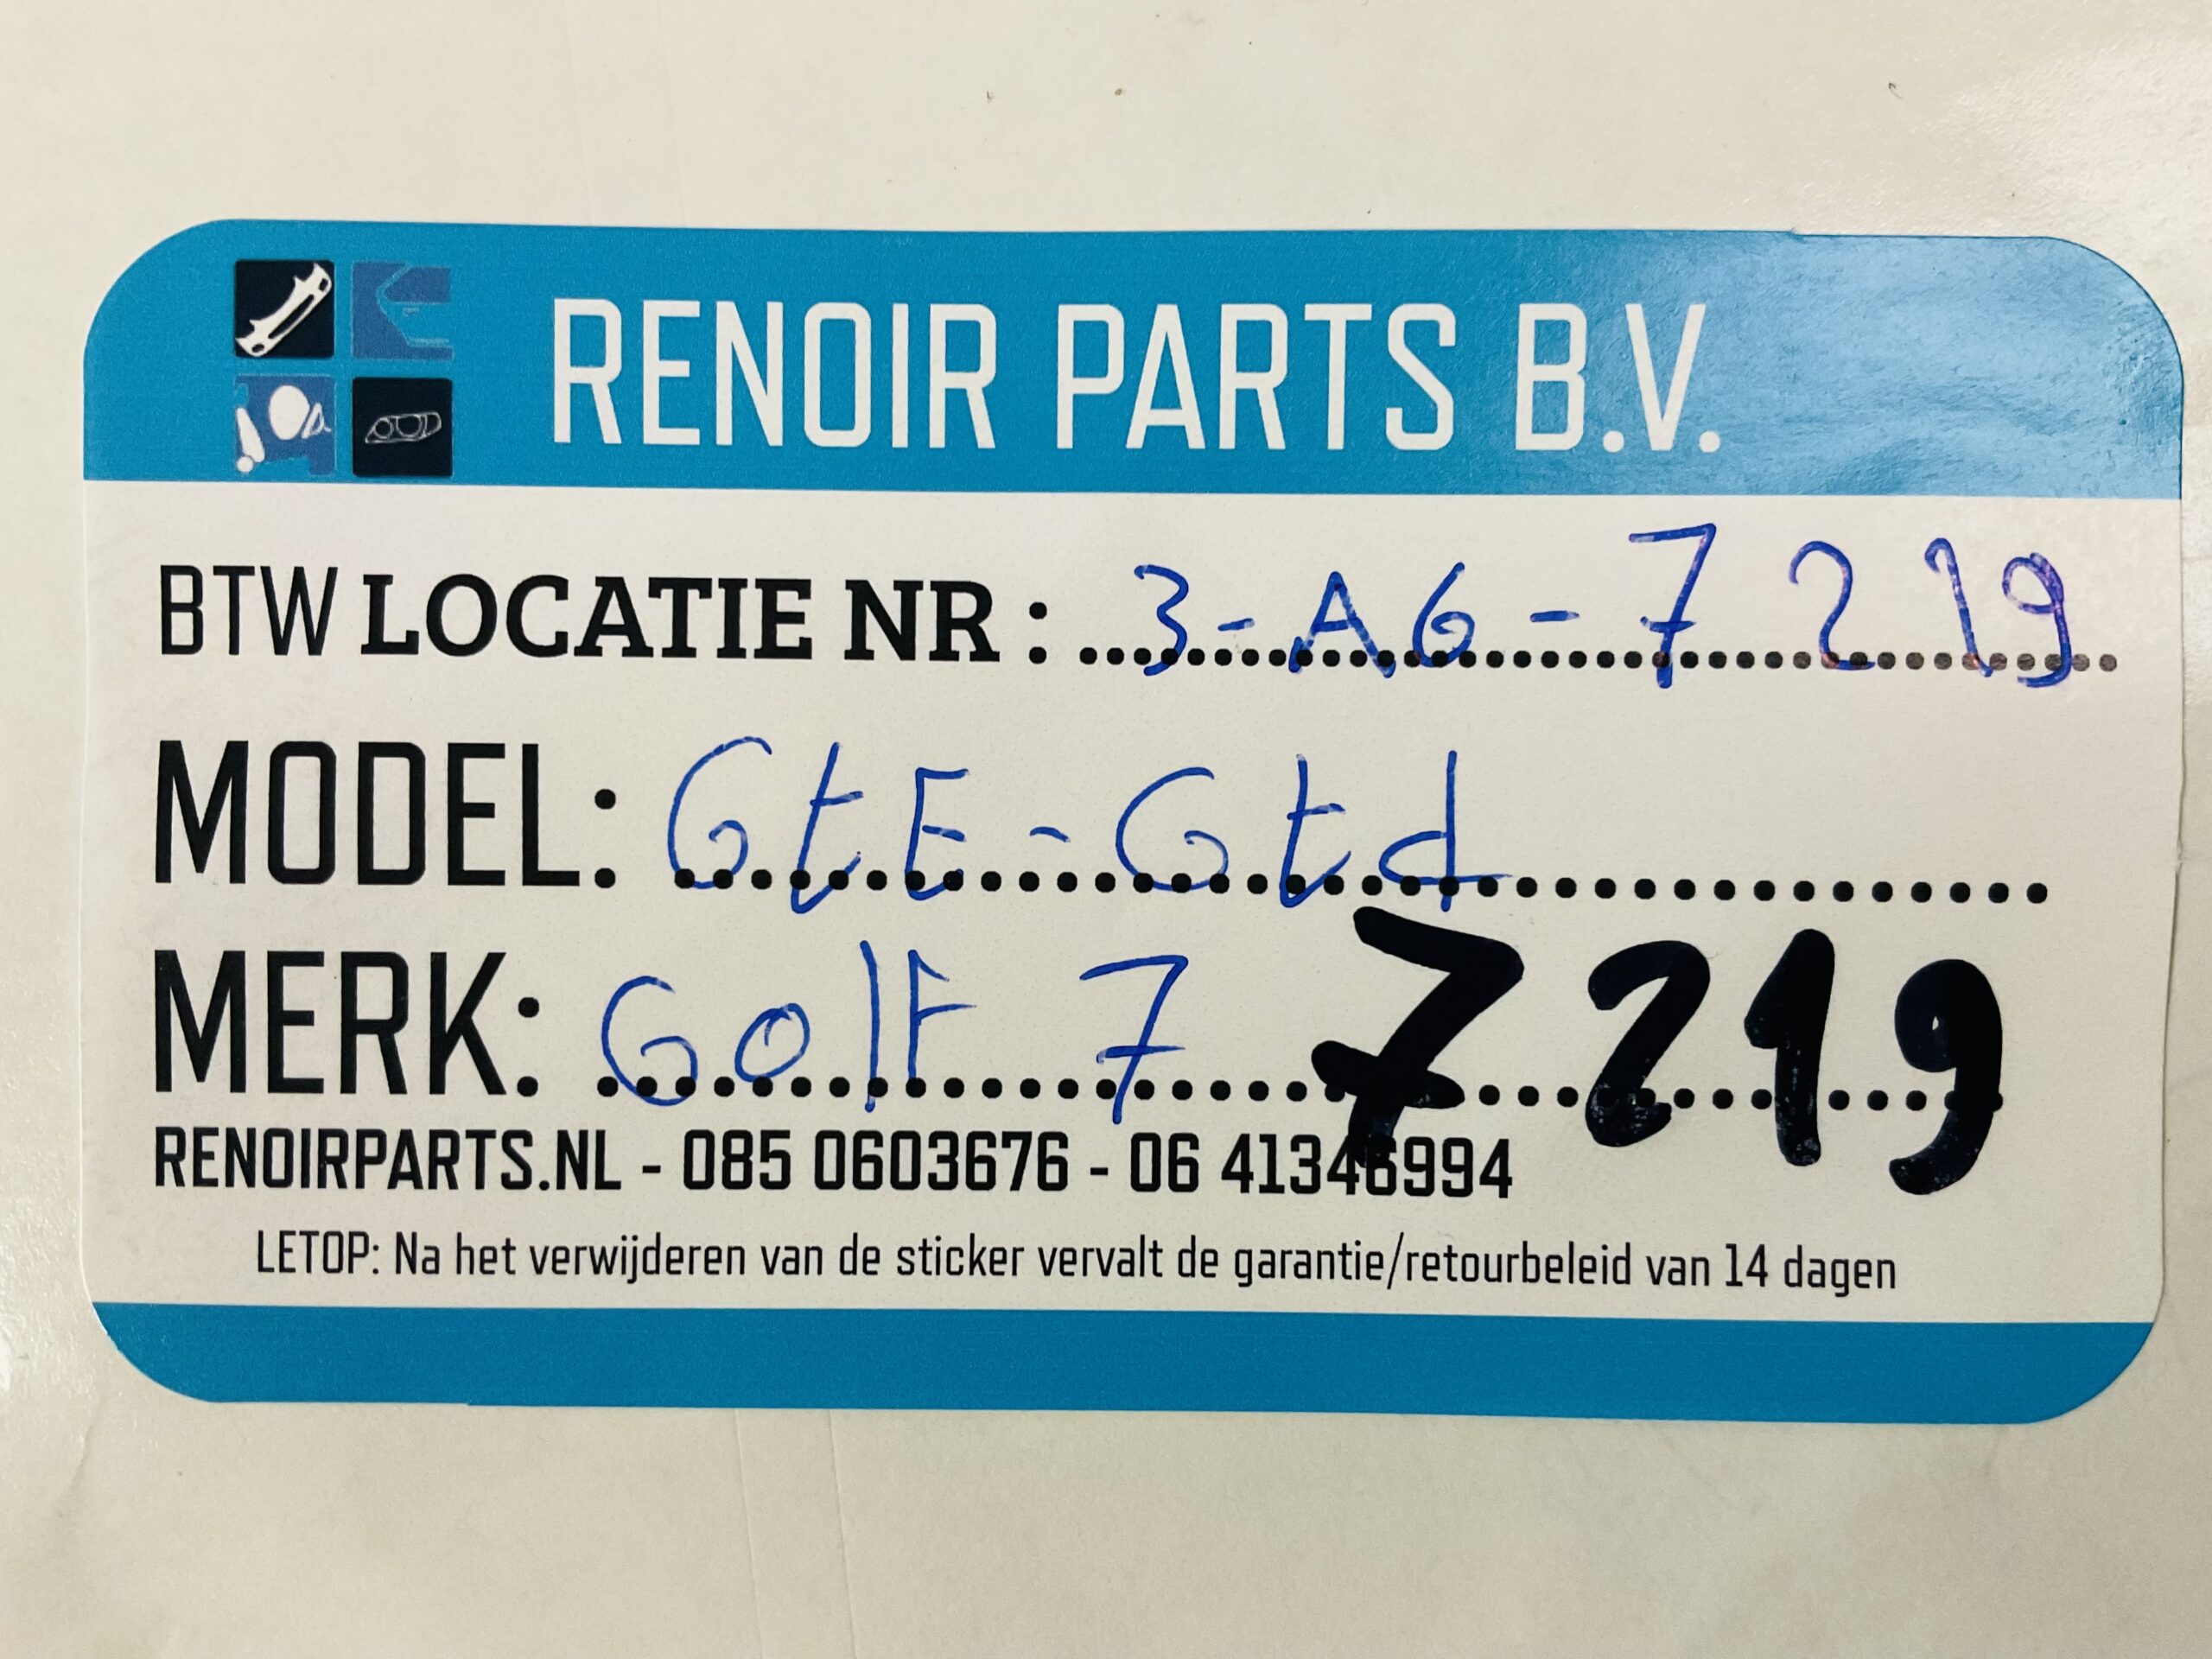 RENOIR PARTS B.V.
BTW LOCATIE NR : 3-A6-7219
MODEL: GtE-Gtd
MERK: Golf 7 7219
RENOIRPARTS.NL - 085 0603676 - 06 41346994
LETOP: Na het verwijderen van de sticker vervalt de garantie/retourbeleid van 14 dagen